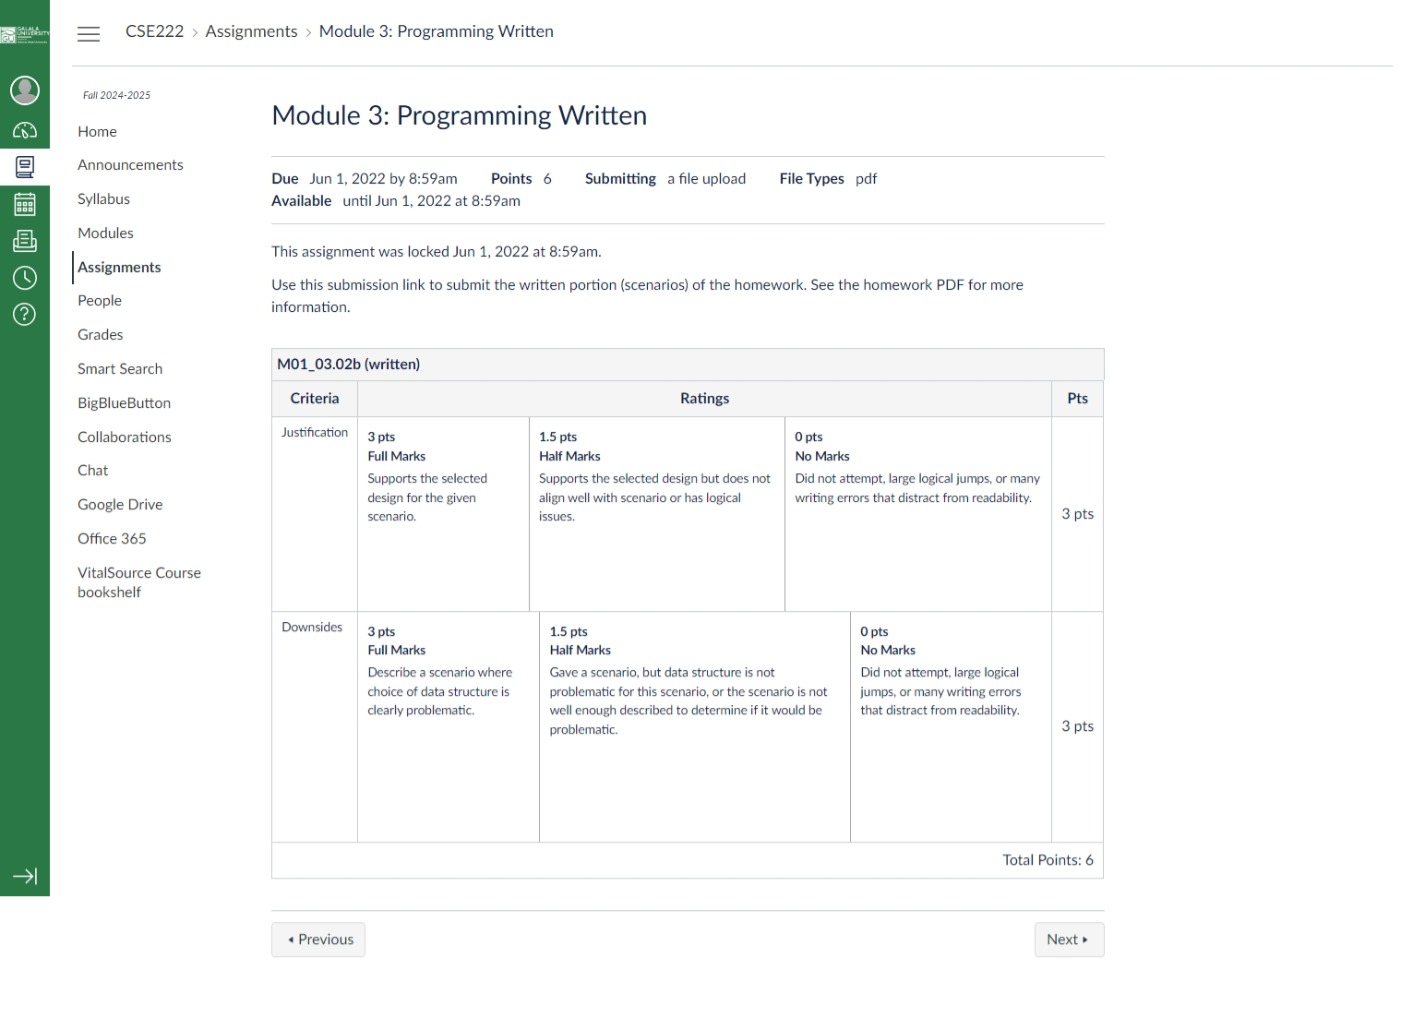 GALALA
UNIVERSITY
CSE222 › Assignments › Module 3: Programming Written
Fall 2024-2025
Home
Announcements
Syllabus
Modules
Assignments
People
Grades
Smart Search
BigBlueButton
Collaborations
Chat
Google Drive
Office 365
VitalSource Course
bookshelf
Module 3: Programming Written
Due Jun 1, 2022 by 8:59am Points 6 Submitting a file upload File Types pdf
Available until Jun 1, 2022 at 8:59am
This assignment was locked Jun 1, 2022 at 8:59am.
Use this submission link to submit the written portion (scenarios) of the homework. See the homework PDF for more
information.
M01_03.02b (written)
Criteria Ratings Pts
Justification
3 pts
Full Marks
Supports the selected
design for the given
scenario.
1.5 pts
Half Marks
Supports the selected design but does not
align well with scenario or has logical
issues.
0 pts
No Marks
Did not attempt, large logical jumps, or many
writing errors that distract from readability.
3 pts
Downsides
3 pts
Full Marks
Describe a scenario where
choice of data structure is
clearly problematic.
1.5 pts
Half Marks
Gave a scenario, but data structure is not
problematic for this scenario, or the scenario is not
well enough described to determine if it would be
problematic.
0 pts
No Marks
Did not attempt, large logical
jumps, or many writing errors
that distract from readability.
3 pts
Total Points: 6
Previous
Next